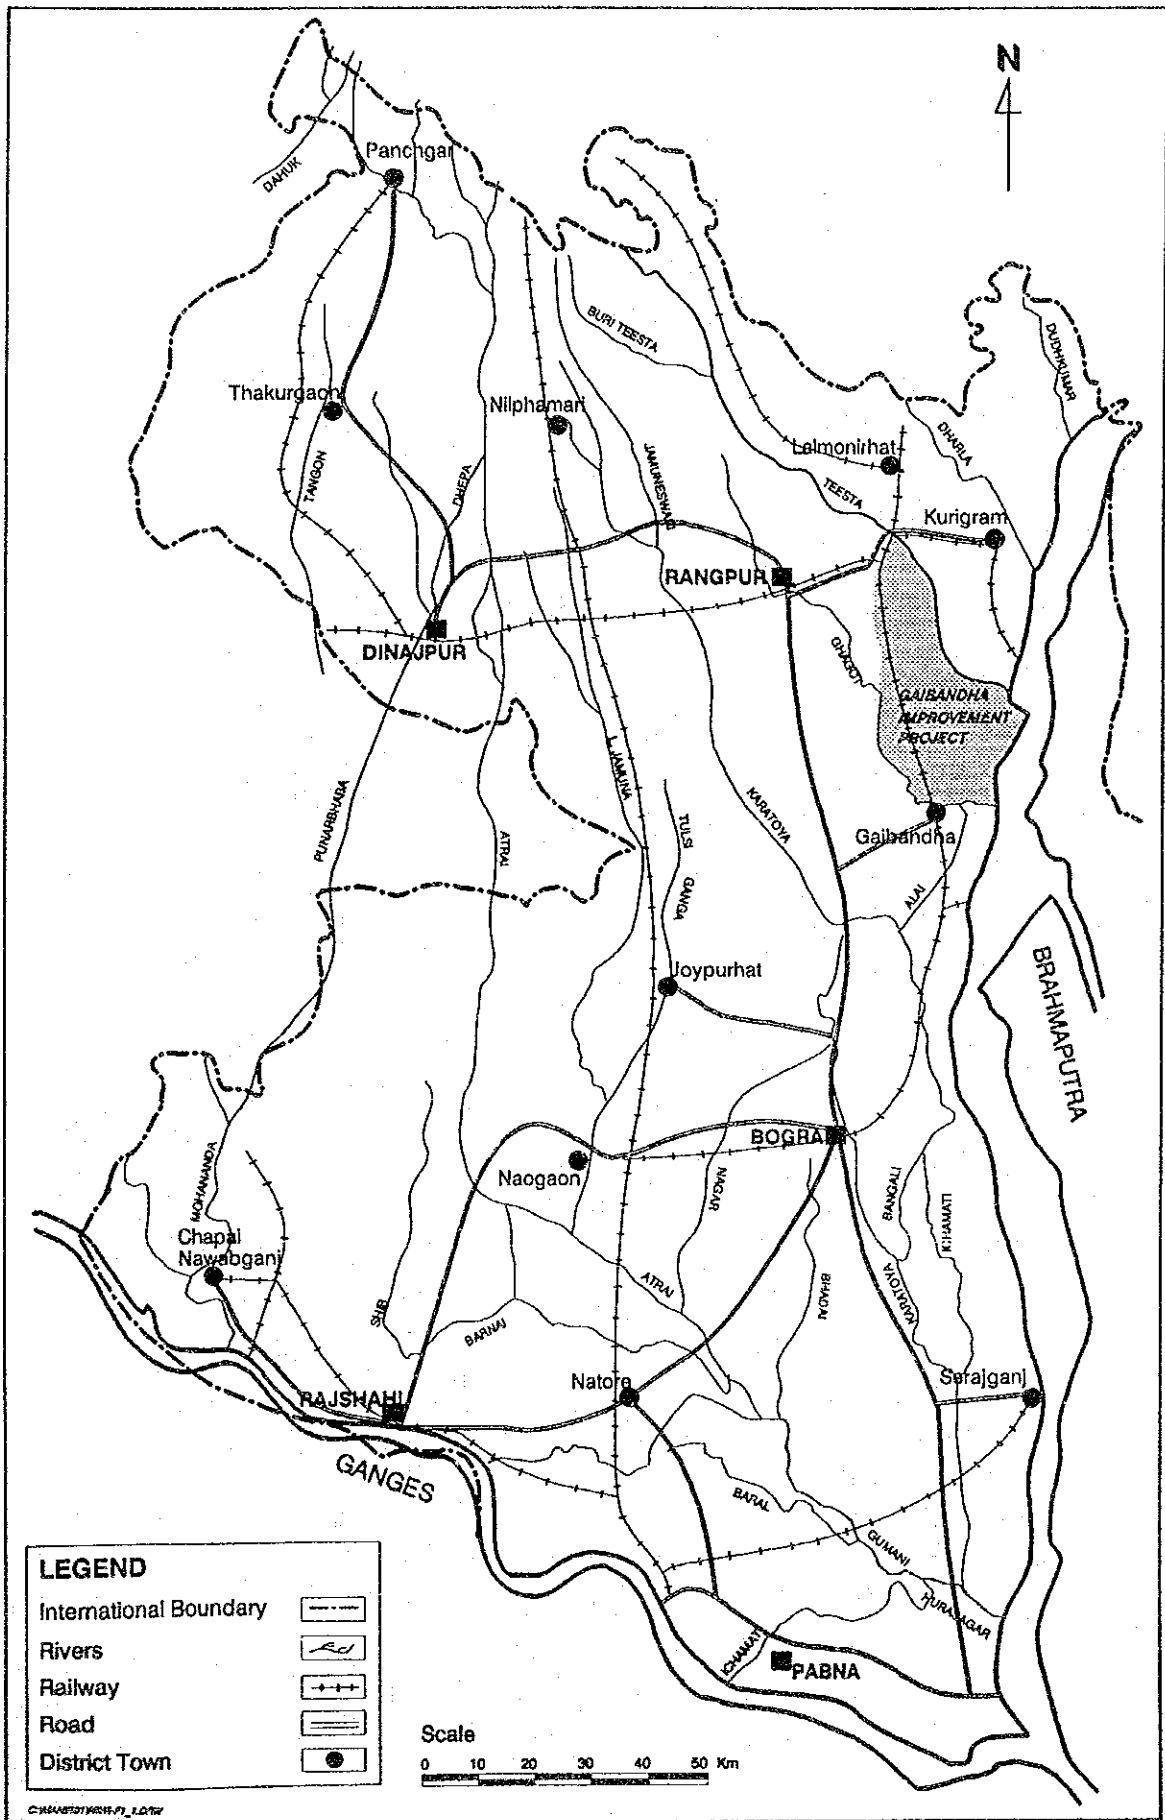 N
Panchgar
DAHUK
BURI TEESTA
DUDHKUMAR
Thakurgaon
Nilphamari
DHARLA
Lalmonirhat
TANGON
DHEPA
JAMUNESWARI
TEESTA
Kurigram
RANGPUR
DINAJPUR
GHAGOT
GAIBANDHA
IMPROVEMENT
PROJECT
L. JAMUNA
PUNARBHABA
ATRAI
TULSI
GANGA
KARATOYA
Gaibandha
ALAI
Joypurhat
BRAHMAPUTRA
BOGRA
Naogaon
NAGAR
BANGALI
ICHAMATI
MOHANANDA
Chapai
Nawabganj
ATRAI
BHADAI
KARATOYA
SHIB
BARNAI
Natore
Serajganj
RAJSHAHI
GANGES
BARAL
GUMANI
HURASAGAR
ICHAMATI
PABNA
LEGEND
International Boundary
Rivers
Railway
Road
District Town
Scale
0 10 20 30 40 50 Km